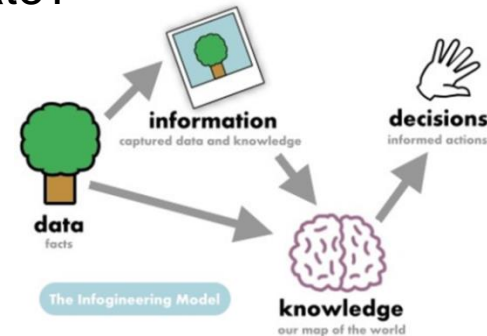 information
captured data and knowledge
decisions
informed actions
data
facts
The Infogineering Model
knowledge
our map of the world